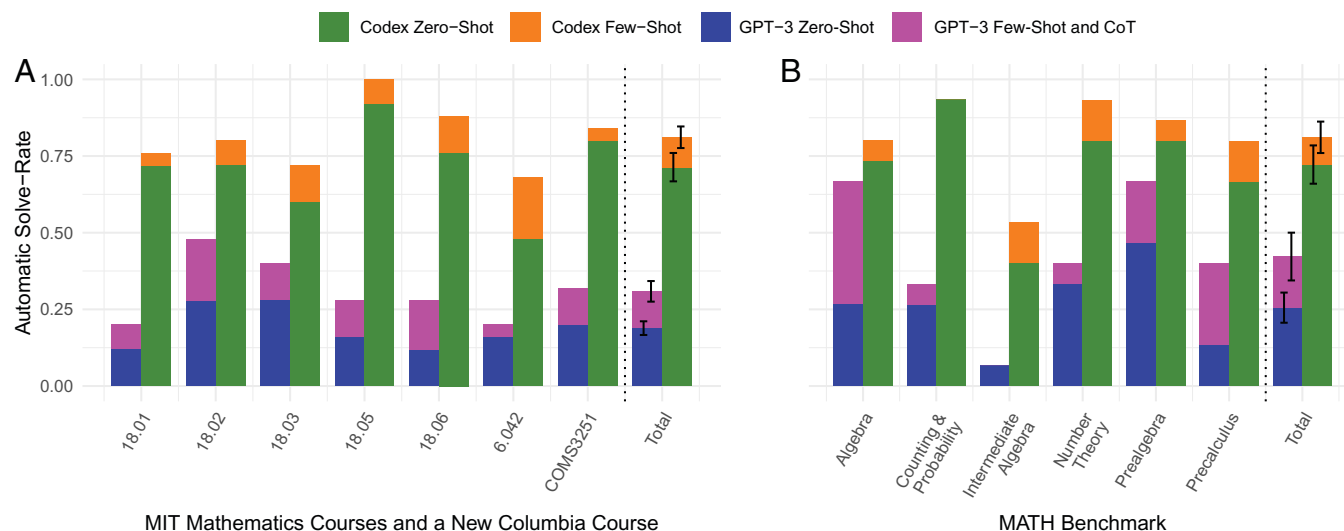 Codex Zero−Shot Codex Few−Shot GPT−3 Zero-Shot GPT−3 Few-Shot and CoT
A
B
Automatic Solve−Rate
1.00
0.75
0.50
0.25
0.00
18.01
18.02
18.03
18.05
18.06
6.042
COMS3251
Total
Algebra
Counting &
Probability
Intermediate
Algebra
Number
Theory
Prealgebra
Precalculus
Total
MIT Mathematics Courses and a New Columbia Course
MATH Benchmark